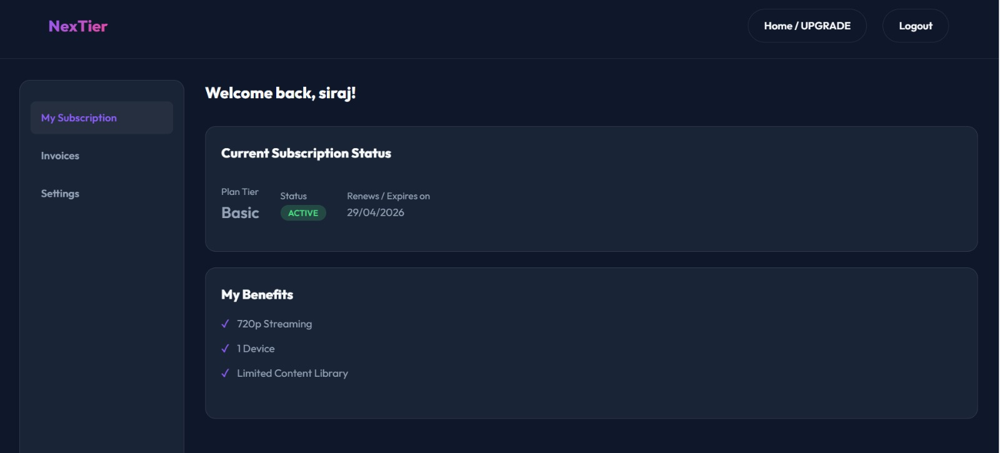 NexTier
Home / UPGRADE
Logout
My Subscription
Invoices
Settings
Welcome back, siraj!
Current Subscription Status
Plan Tier
Basic
Status
ACTIVE
Renews / Expires on
29/04/2026
My Benefits
✓ 720p Streaming
✓ 1 Device
✓ Limited Content Library